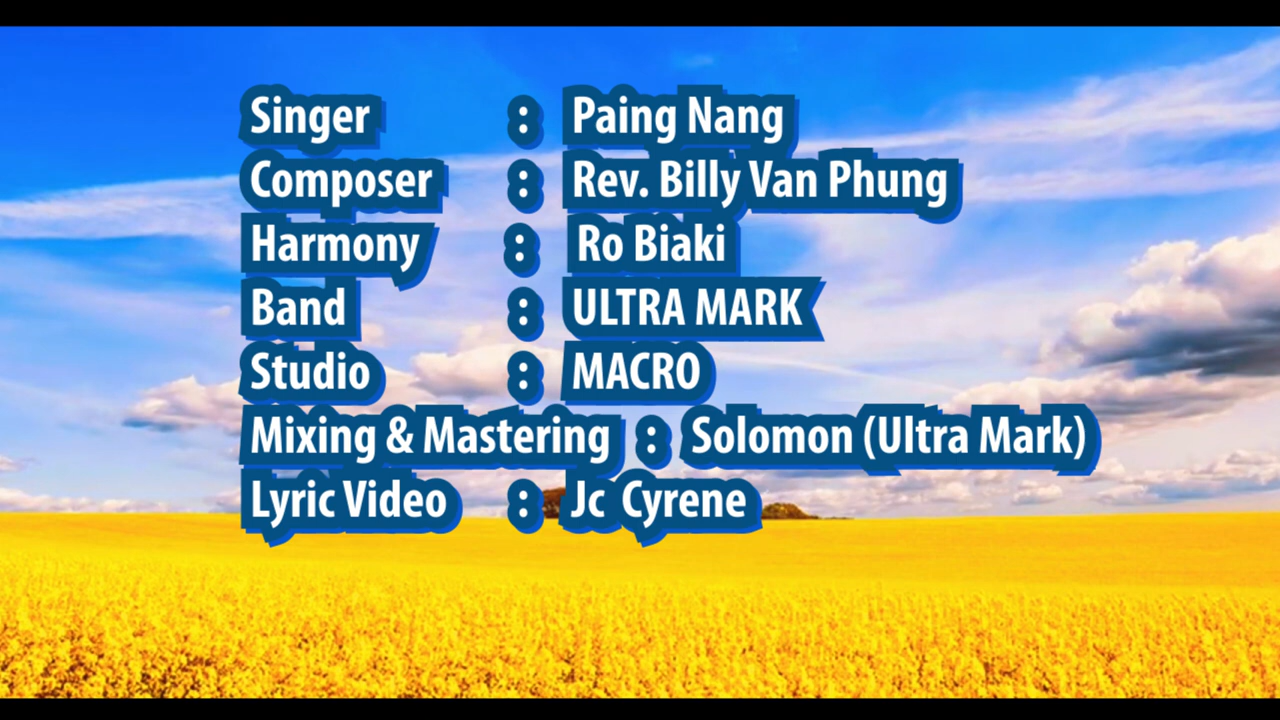 Singer : Paing Nang
Composer : Rev. Billy Van Phung
Harmony : Ro Biaki
Band : ULTRA MARK
Studio : MACRO
Mixing & Mastering : Solomon (Ultra Mark)
Lyric Video : Jc Cyrene